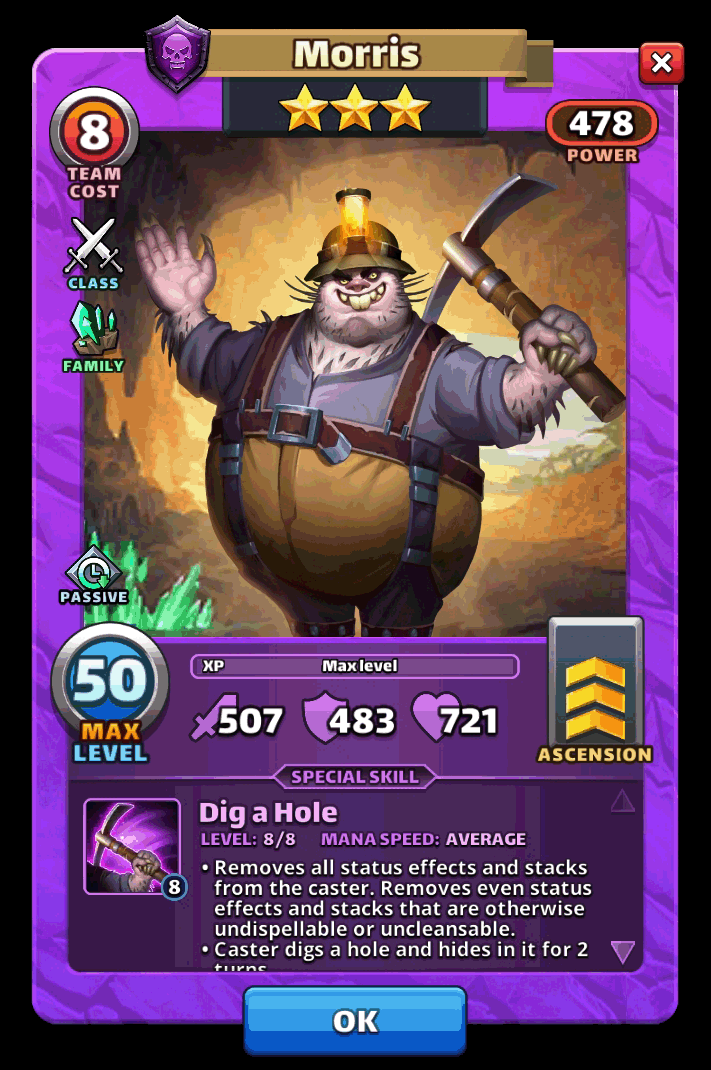 Morris
8
TEAM
COST
478
POWER
CLASS
FAMILY
PASSIVE
50
MAX
LEVEL
XP Max level
507 483 721
ASCENSION
SPECIAL SKILL
Dig a Hole
LEVEL: 8/8 MANA SPEED: AVERAGE
8
• Removes all status effects and stacks
from the caster. Removes even status
effects and stacks that are otherwise
undispellable or uncleansable.
• Caster digs a hole and hides in it for 2
turns
OK